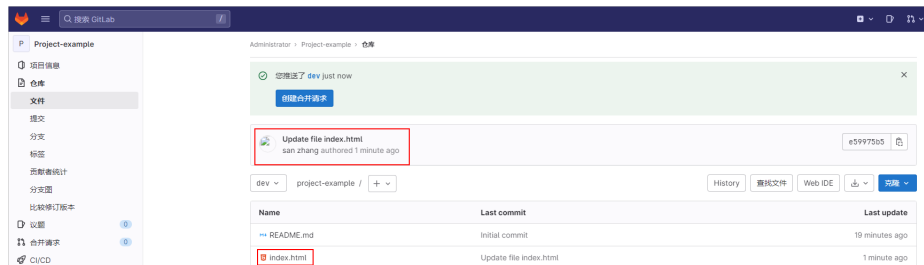 搜索 GitLab /
P Project-example
项目信息
仓库
文件
提交
分支
标签
贡献者统计
分支图
比较修订版本
议题 0
合并请求 0
CI/CD
Administrator › Project-example › 仓库
您推送了 dev just now
创建合并请求
Update file index.html
san zhang authored 1 minute ago
e59975b5
dev project-example / +
History 查找文件 Web IDE 克隆
Name Last commit Last update
README.md Initial commit 19 minutes ago
index.html Update file index.html 1 minute ago